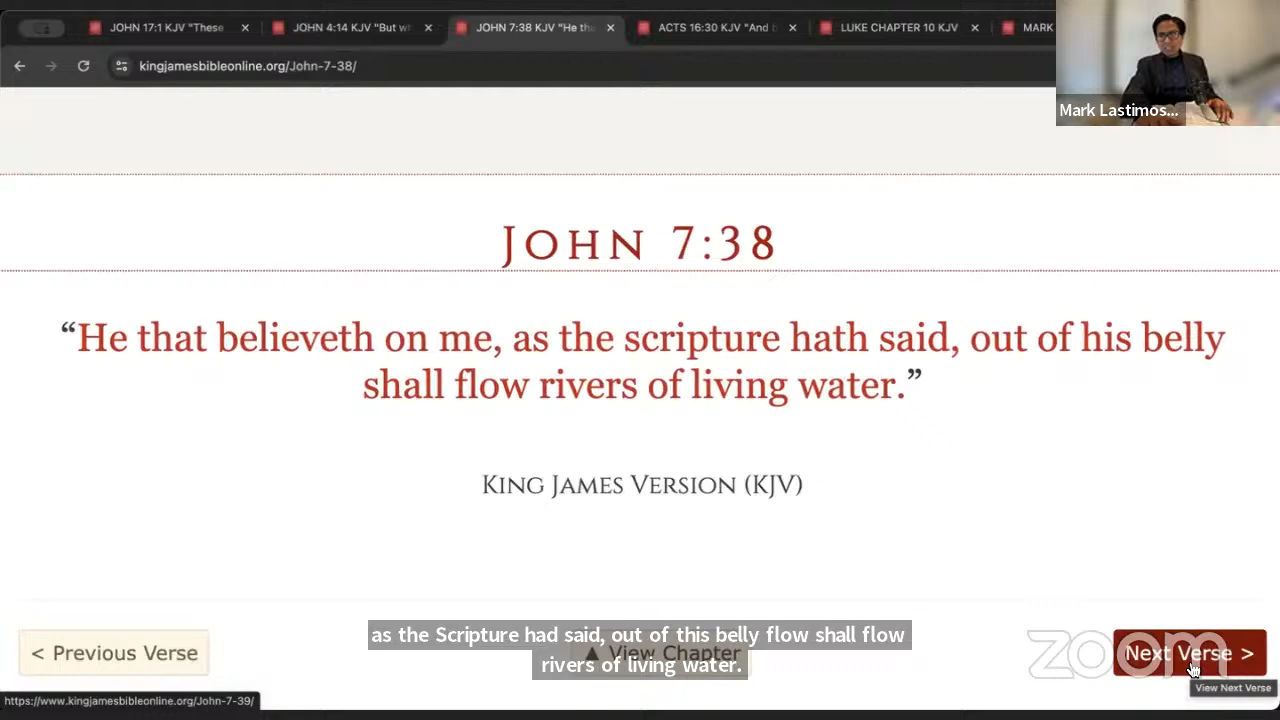 JOHN 17:1 KJV "These
JOHN 4:14 KJV "But w
JOHN 7:38 KJV "He th
ACTS 16:30 KJV "And b
LUKE CHAPTER 10 KJV
MARK
kingjamesbibleonline.org/John-7-38/
Mark Lastimos...
JOHN 7:38
“He that believeth on me, as the scripture hath said, out of his belly
shall flow rivers of living water.”
KING JAMES VERSION (KJV)
as the Scripture had said, out of this belly flow shall flow
rivers of living water.
< Previous Verse
▲ View Chapter
zoom
Next Verse >
View Next Verse
https://www.kingjamesbibleonline.org/John-7-39/